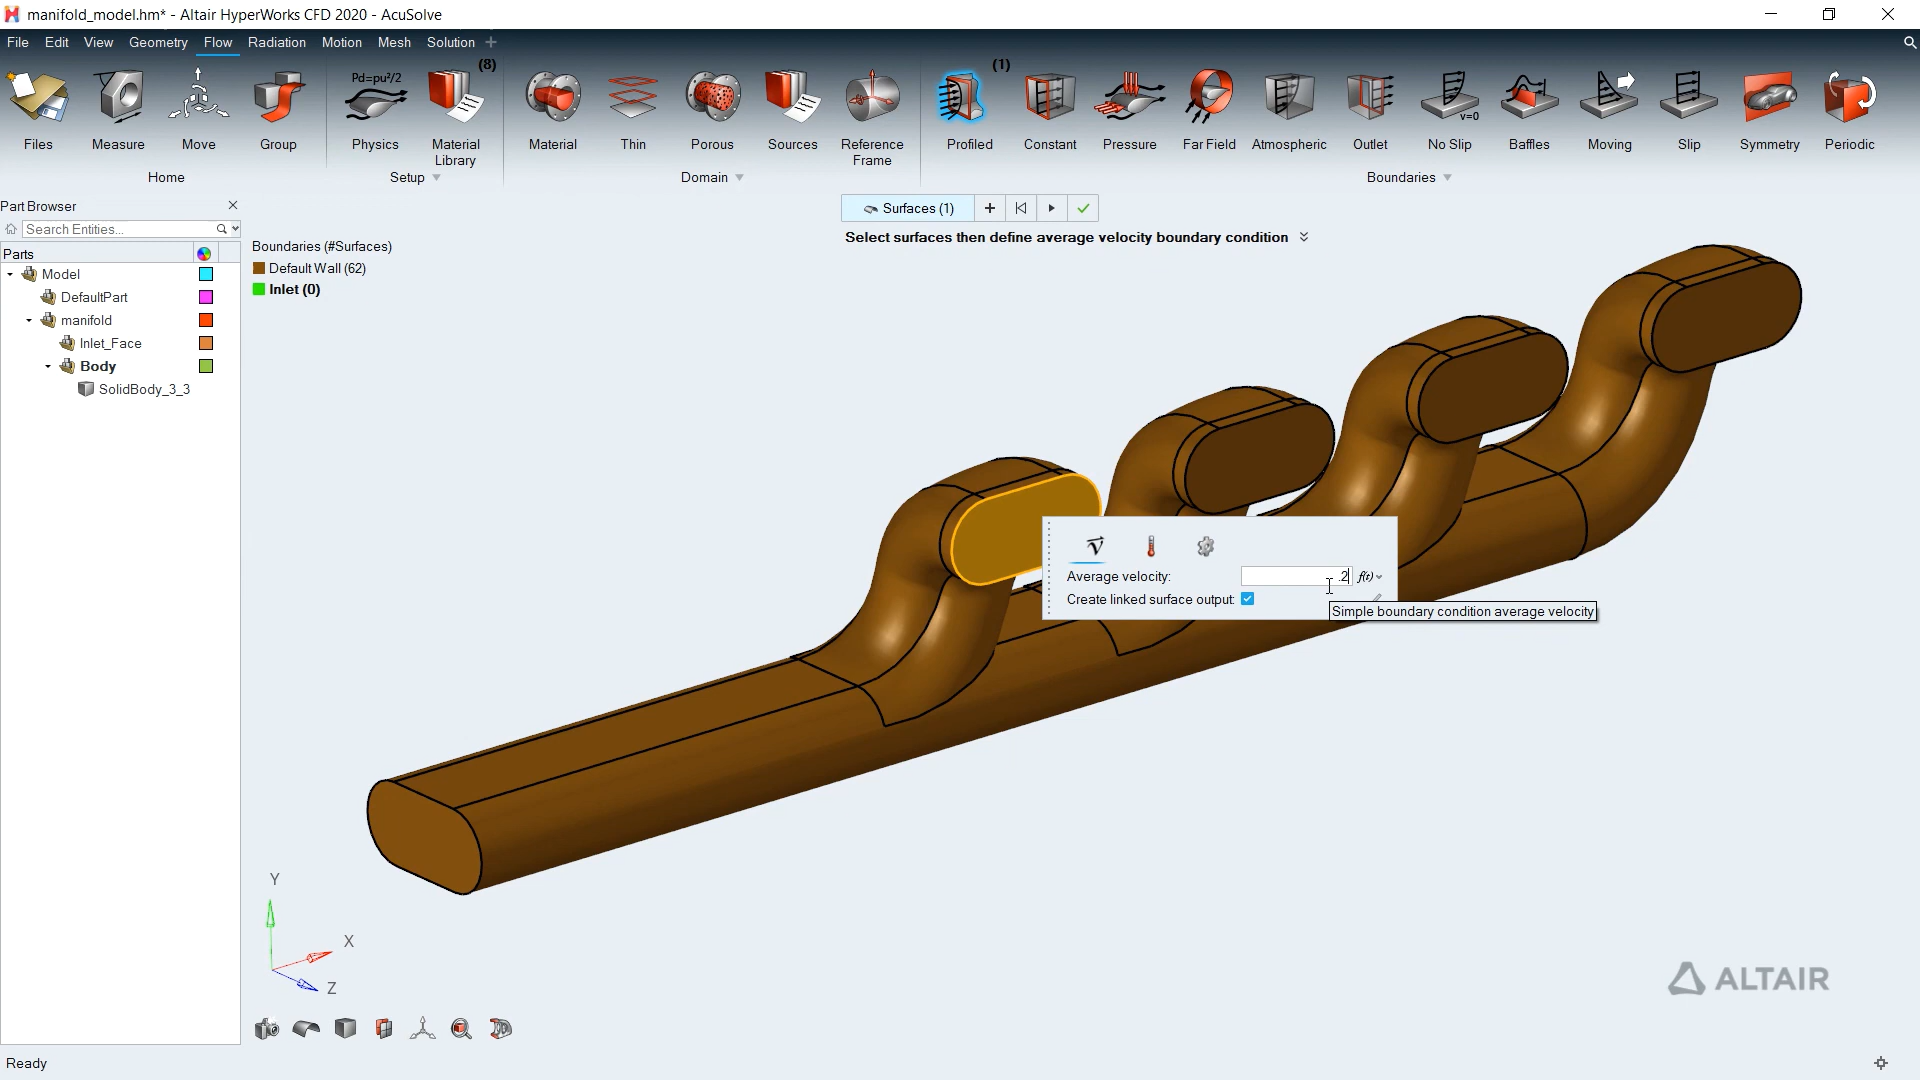 manifold_model.hm* - Altair HyperWorks CFD 2020 - AcuSolve
File Edit View Geometry Flow Radiation Motion Mesh Solution
(8) (1)
Pd=pu²/2
v=0
Files Measure Move Group Physics Material Library Material Thin Porous Sources Reference Frame Profiled Constant Pressure Far Field Atmospheric Outlet No Slip Baffles Moving Slip Symmetry Periodic
Home Setup Domain Boundaries
Part Browser
Search Entities...
Parts
Model
DefaultPart
manifold
Inlet_Face
Body
SolidBody_3_3
Surfaces (1)
Select surfaces then define average velocity boundary condition
Boundaries (#Surfaces)
Default Wall (62)
Inlet (0)
v
Average velocity: .2 f(t)
Create linked surface output:
Simple boundary condition average velocity
Y
X
Z
ALTAIR
Ready